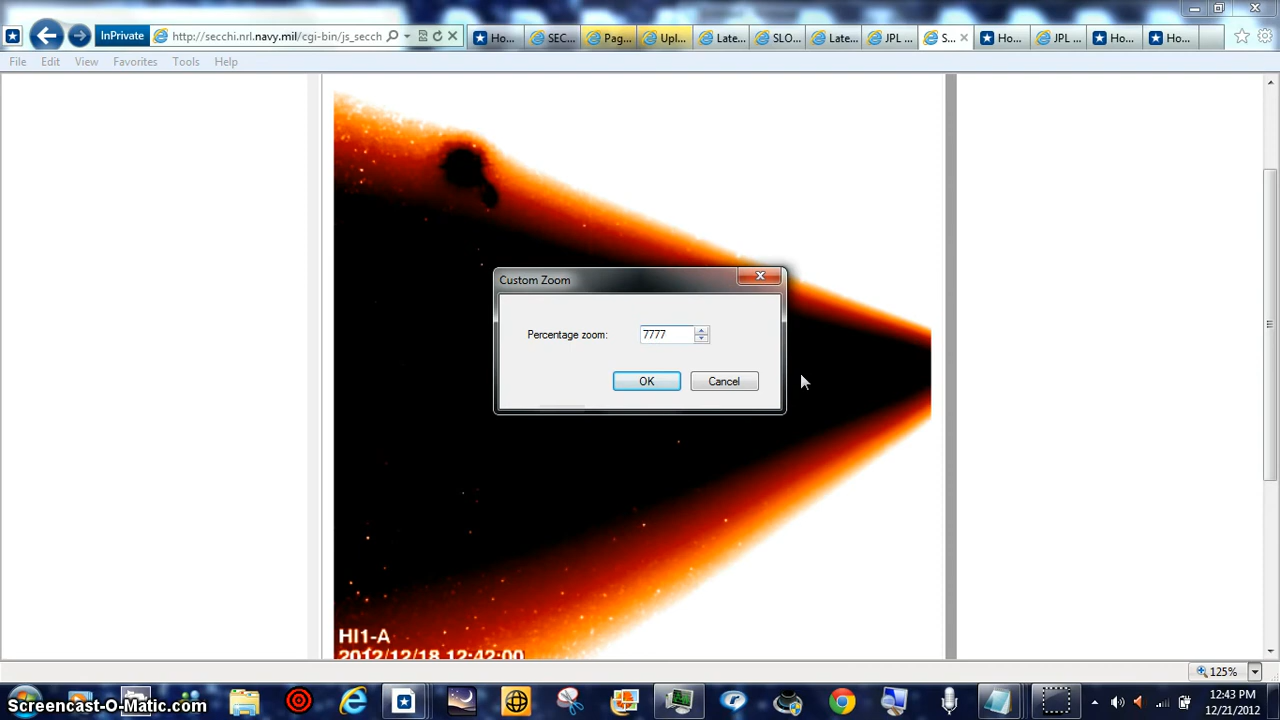 InPrivate
http://secchi.nrl.navy.mil/cgi-bin/js_secch
Ho...
SEC...
Pag...
Upl...
Late...
SLO...
Late...
JPL ...
S...
Ho...
JPL ...
Ho...
Ho...
File Edit View Favorites Tools Help
Custom Zoom
Percentage zoom: 7777
OK Cancel
HI1-A
2012/12/18 12:42:00
125%
Screencast-O-Matic.com
12:43 PM
12/21/2012